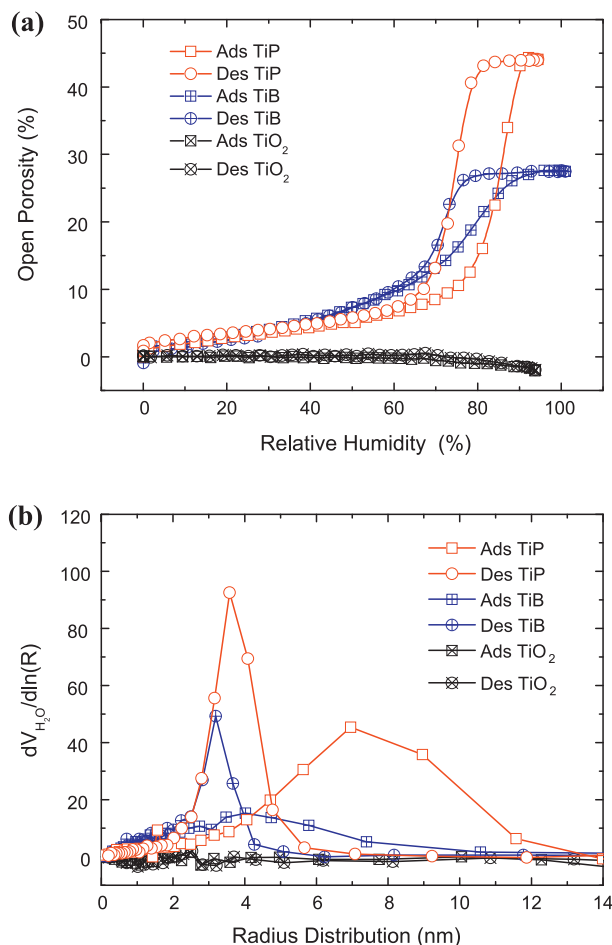 (a)
50
40
30
20
10
0
Open Porosity (%)
Ads TiP
Des TiP
Ads TiB
Des TiB
Ads TiO2
Des TiO2
0 20 40 60 80 100
Relative Humidity (%)
(b)
120
100
80
60
40
20
0
dVH2O/dln(R)
Ads TiP
Des TiP
Ads TiB
Des TiB
Ads TiO2
Des TiO2
0 2 4 6 8 10 12 14
Radius Distribution (nm)